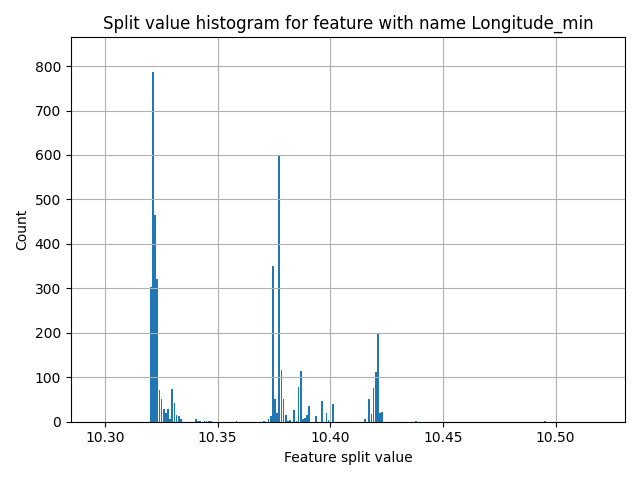 Split value histogram for feature with name Longitude_min
Count
800
700
600
500
400
300
200
100
0
10.30 10.35 10.40 10.45 10.50
Feature split value